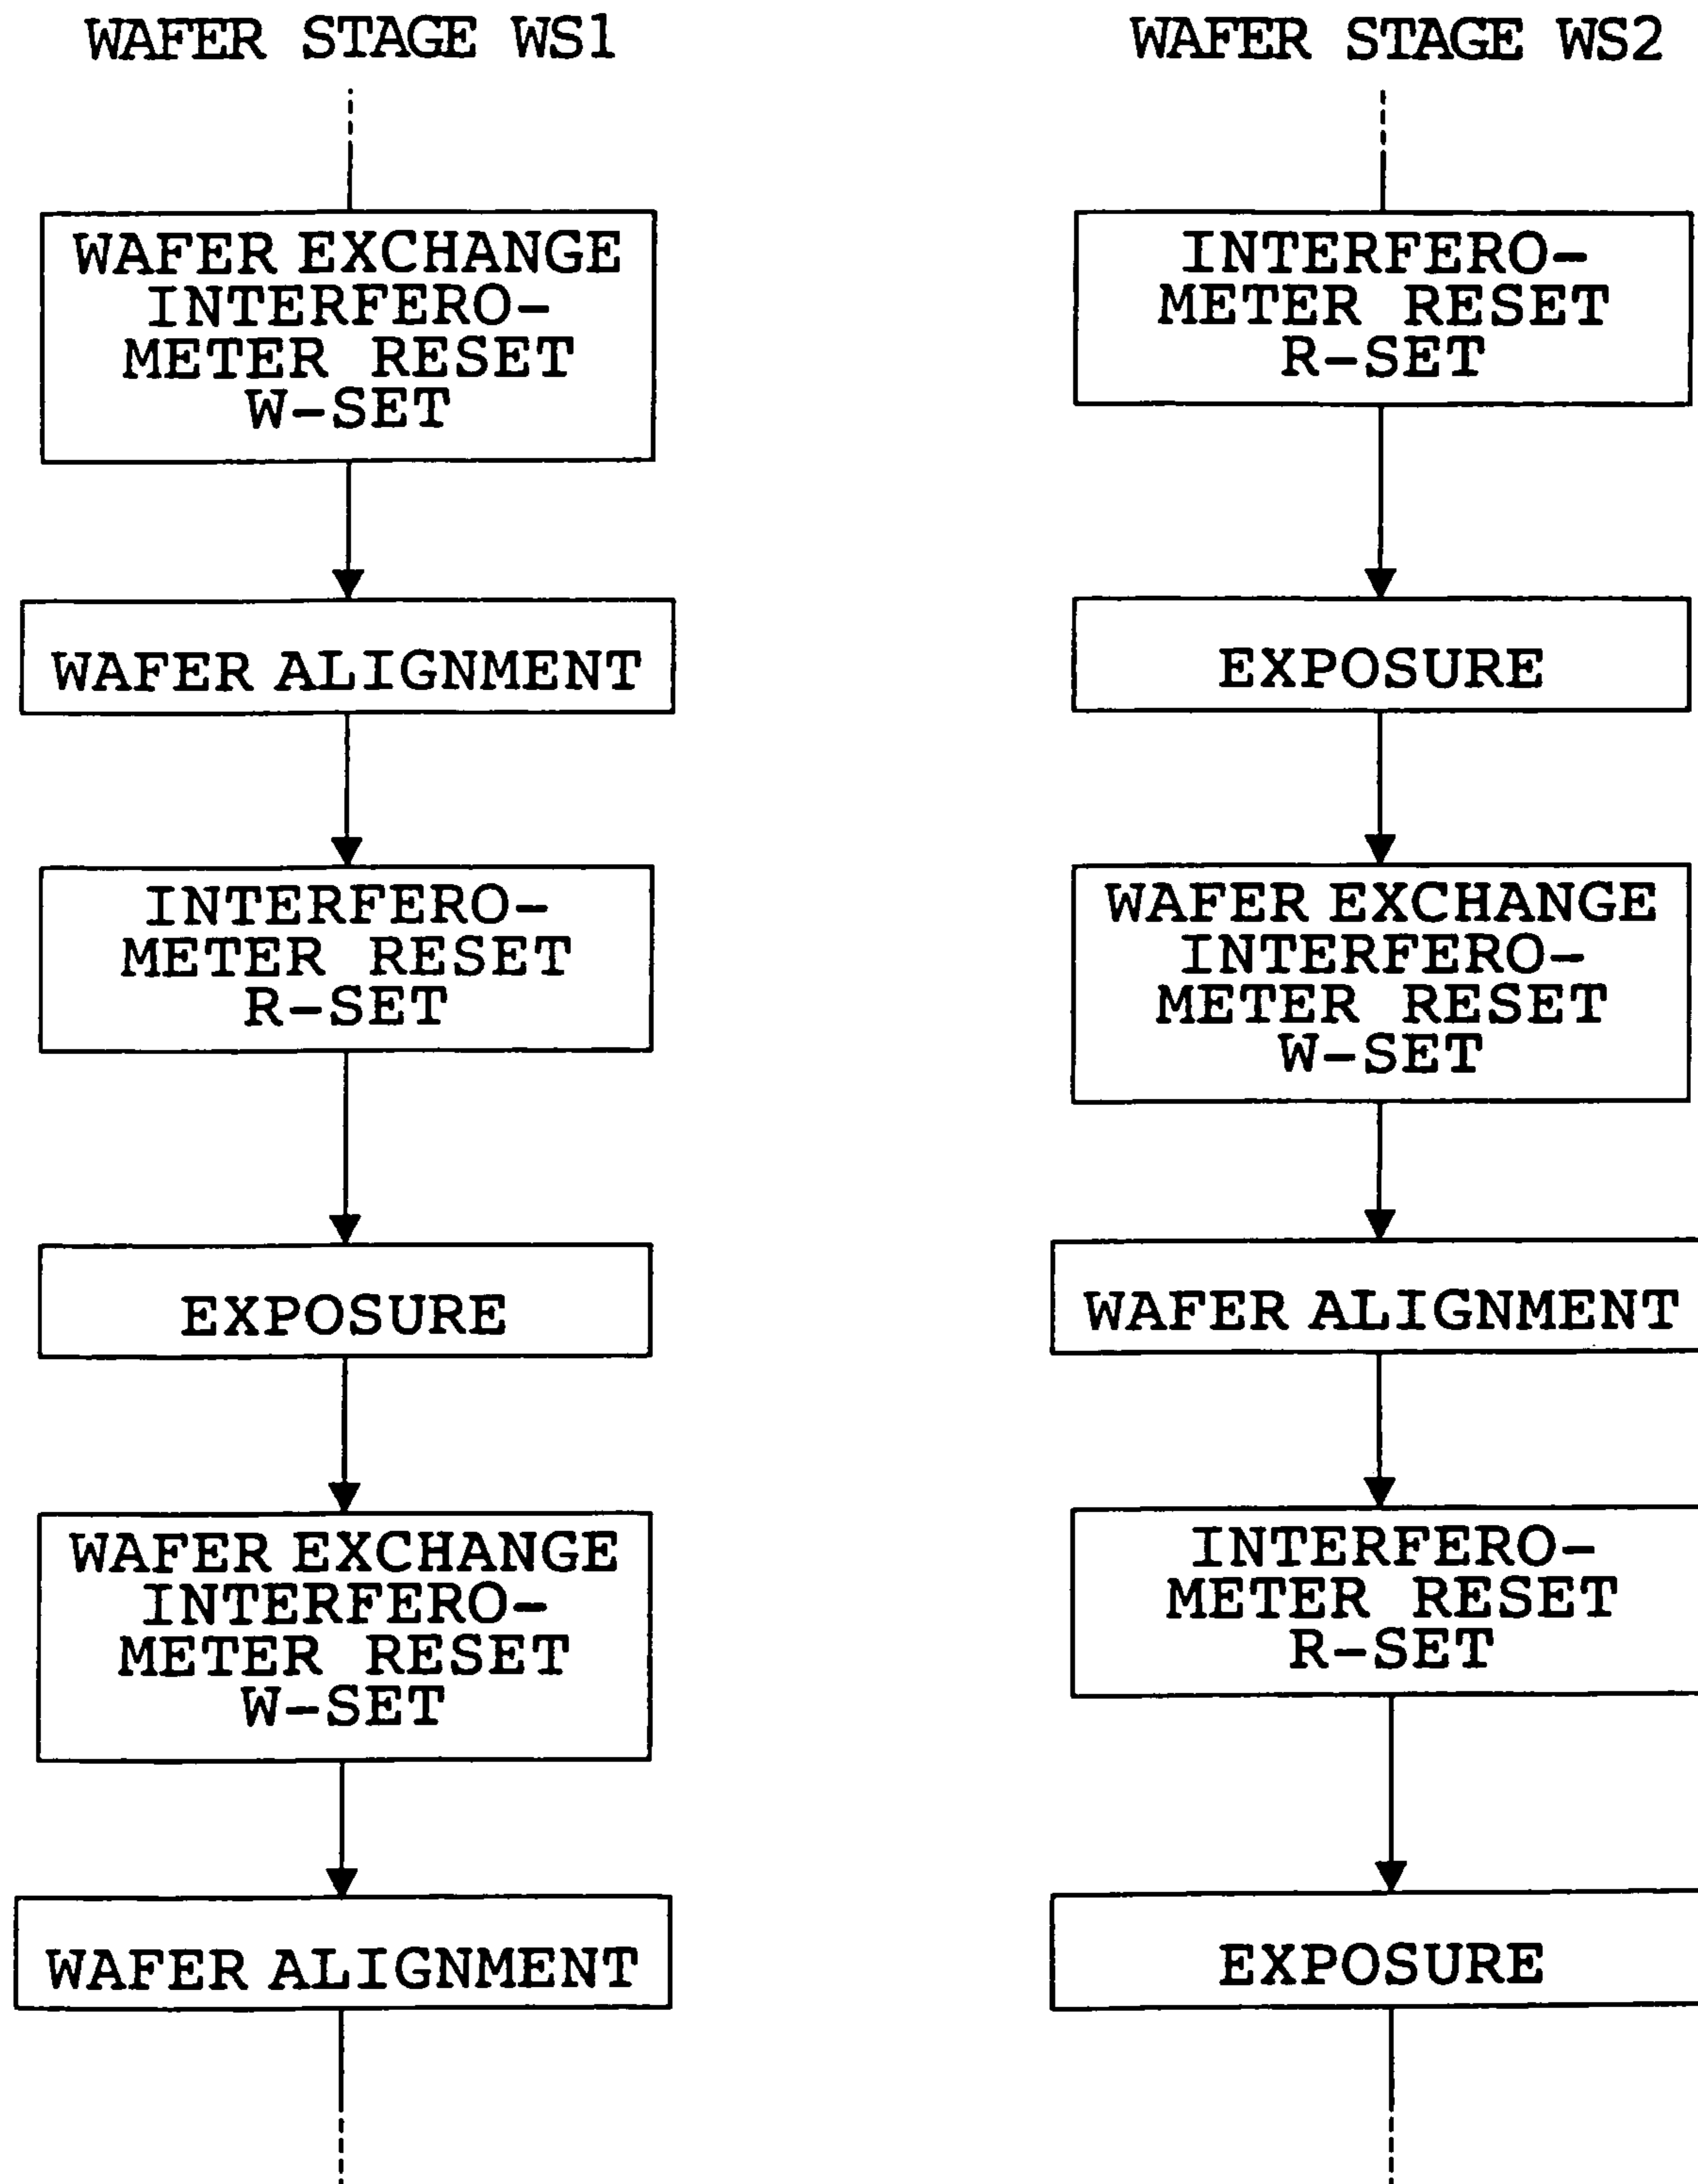 WAFER STAGE WS1
WAFER EXCHANGE
INTERFERO-
METER RESET
W-SET
WAFER ALIGNMENT
INTERFERO-
METER RESET
R-SET
EXPOSURE
WAFER EXCHANGE
INTERFERO-
METER RESET
W-SET
WAFER ALIGNMENT
WAFER STAGE WS2
INTERFERO-
METER RESET
R-SET
EXPOSURE
WAFER EXCHANGE
INTERFERO-
METER RESET
W-SET
WAFER ALIGNMENT
INTERFERO-
METER RESET
R-SET
EXPOSURE